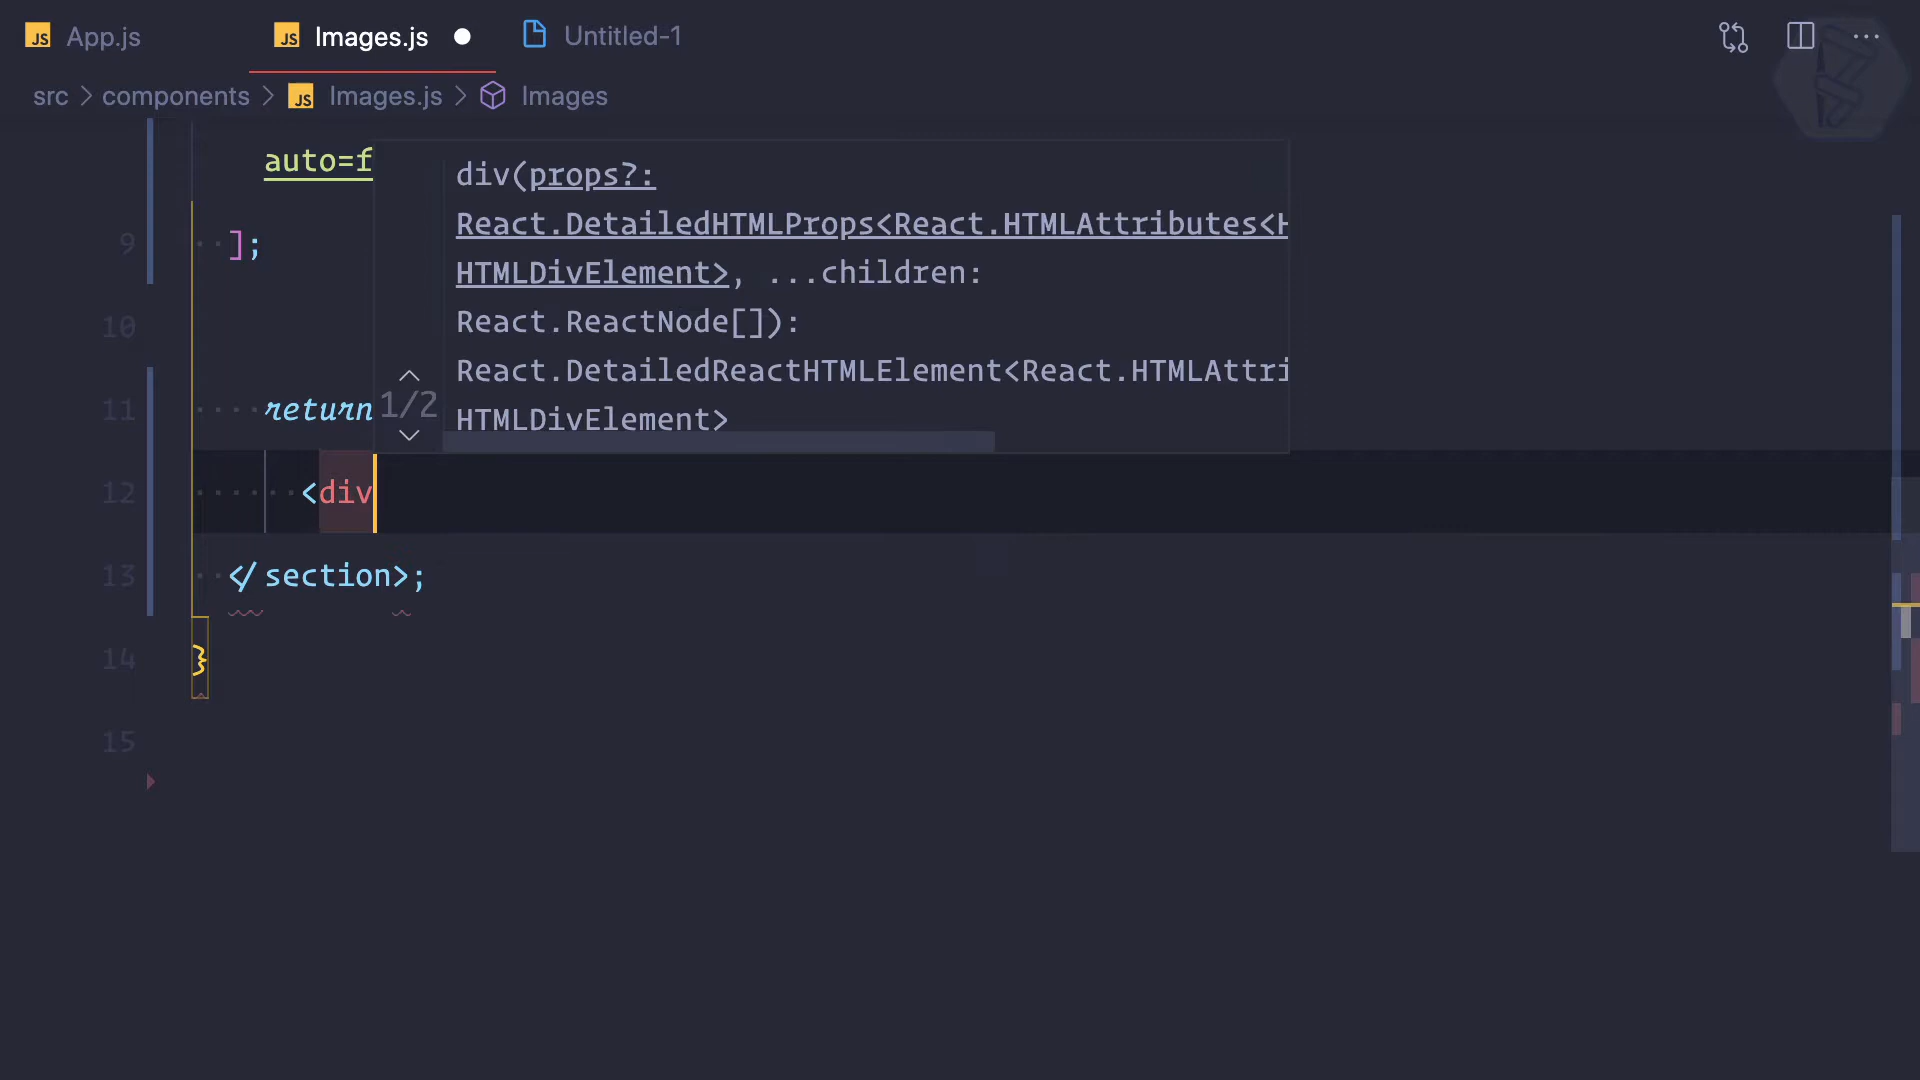 JS App.js JS Images.js Untitled-1
src > components > JS Images.js > Images
auto=f
div(props?:
React.DetailedHTMLProps<React.HTMLAttributes<H
HTMLDivElement>, ...children:
React.ReactNode[]):
React.DetailedReactHTMLElement<React.HTMLAttri
HTMLDivElement>
1/2
9 ];
10
11 return
12 <div
13 </section>;
14 }
15